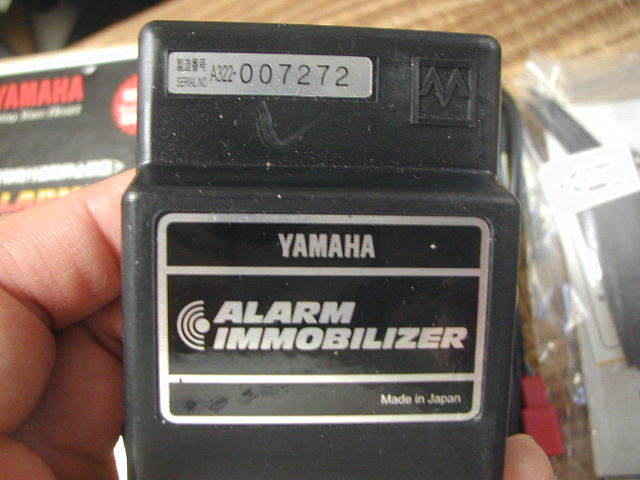 製造番号
SERIAL NO A322-007272
YAMAHA
ALARM
IMMOBILIZER
Made in Japan
YAMAHA